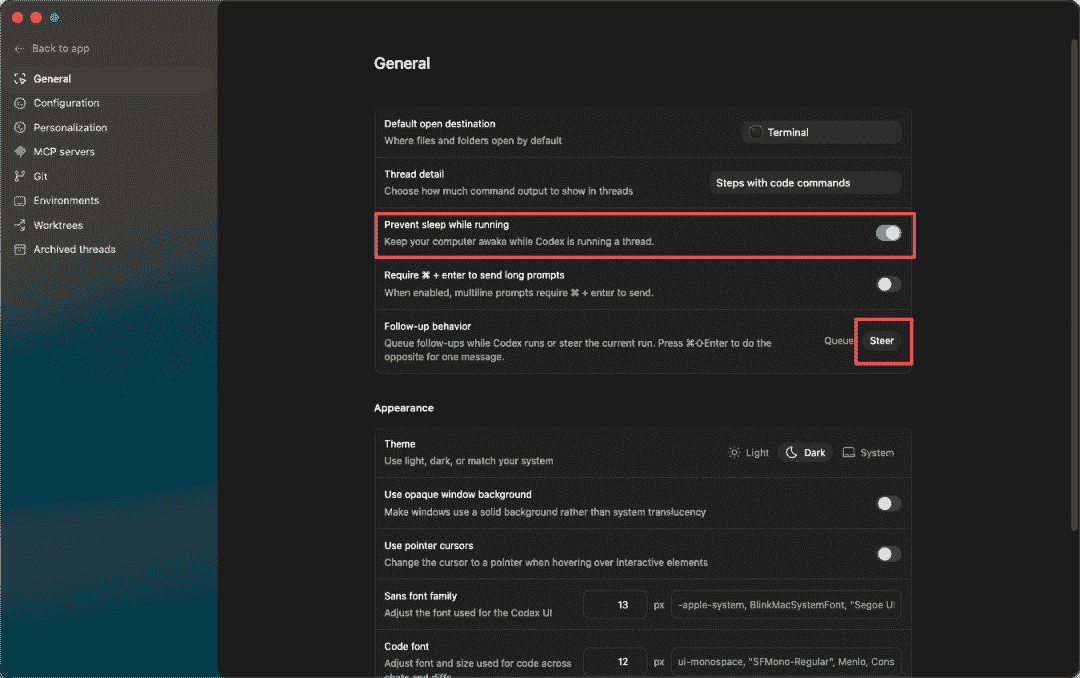 Back to app
General
Configuration
Personalization
MCP servers
Git
Environments
Worktrees
Archived threads
General
Default open destination
Where files and folders open by default
Terminal
Thread detail
Choose how much command output to show in threads
Steps with code commands
Prevent sleep while running
Keep your computer awake while Codex is running a thread.
Require ⌘ + enter to send long prompts
When enabled, multiline prompts require ⌘ + enter to send.
Follow-up behavior
Queue follow-ups while Codex runs or steer the current run. Press ⌘⇧Enter to do the
opposite for one message.
Queue
Steer
Appearance
Theme
Use light, dark, or match your system
Light
Dark
System
Use opaque window background
Make windows use a solid background rather than system translucency
Use pointer cursors
Change the cursor to a pointer when hovering over interactive elements
Sans font family
Adjust the font used for the Codex UI
13
px
-apple-system, BlinkMacSystemFont, "Segoe UI
Code font
Adjust font and size used for code across
chats and diffs
12
px
ui-monospace, "SFMono-Regular", Menlo, Cons